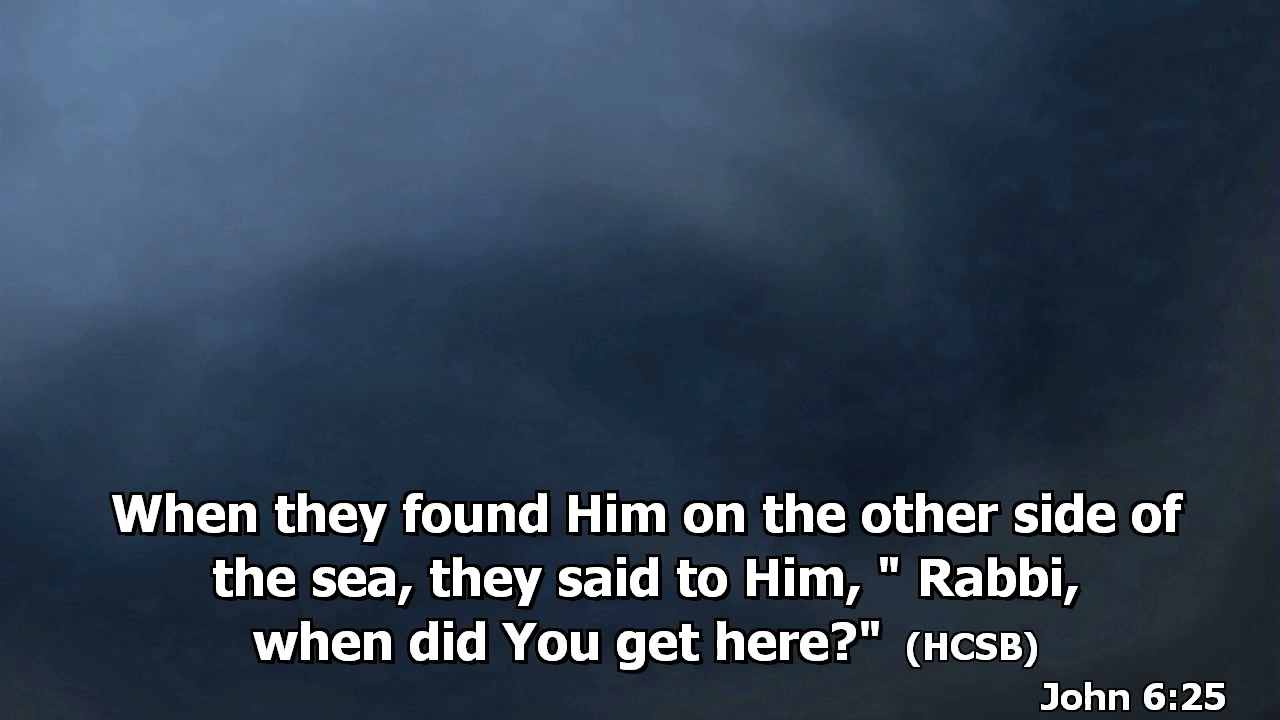 When they found Him on the other side of
the sea, they said to Him, " Rabbi,
when did You get here?" (HCSB)
John 6:25